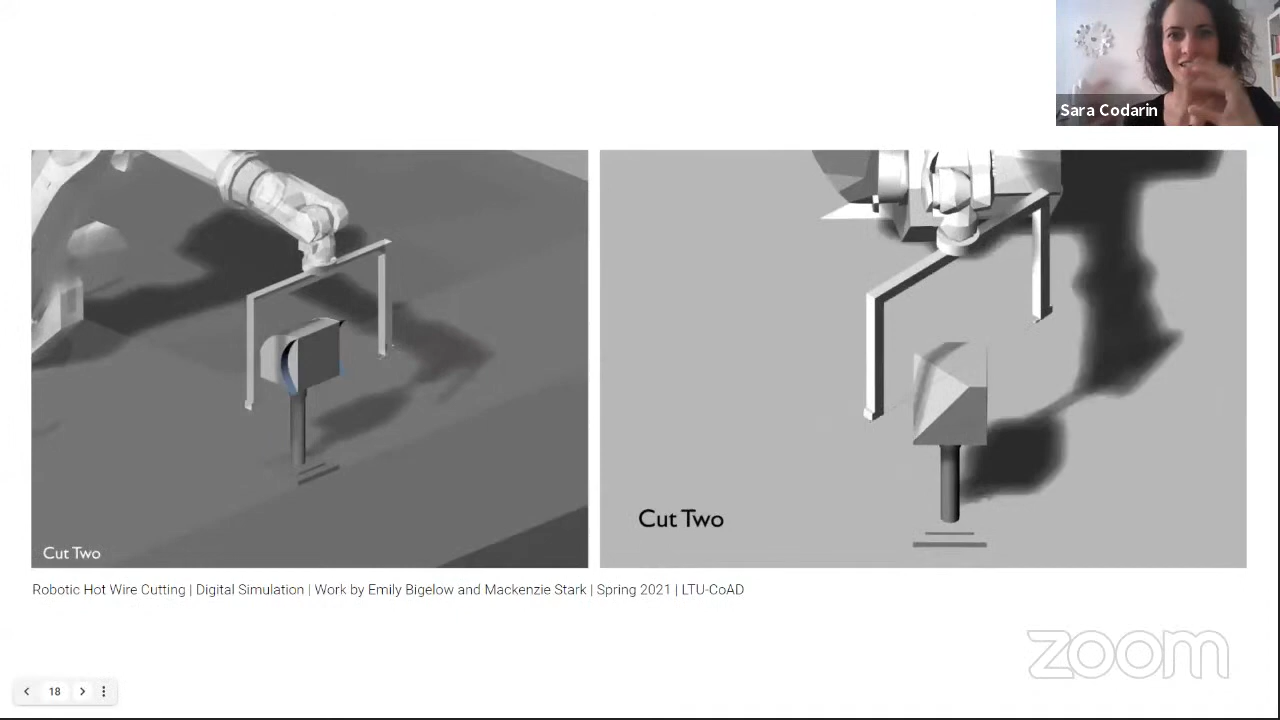 Sara Codarin
Cut Two
Cut Two
Robotic Hot Wire Cutting | Digital Simulation | Work by Emily Bigelow and Mackenzie Stark | Spring 2021 | LTU-CoAD
zoom
18